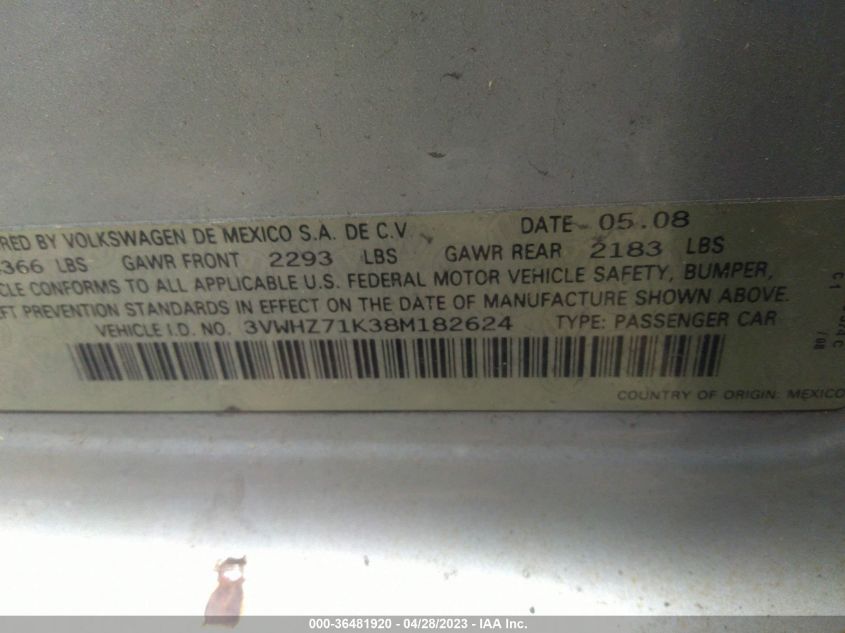 RED BY VOLKSWAGEN DE MEXICO S.A. DE C.V DATE 05.08
366 LBS GAWR FRONT 2293 LBS GAWR REAR 2183 LBS
CLE CONFORMS TO ALL APPLICABLE U.S. FEDERAL MOTOR VEHICLE SAFETY, BUMPER,
EFT PREVENTION STANDARDS IN EFFECT ON THE DATE OF MANUFACTURE SHOWN ABOVE.
VEHICLE I.D. NO. 3VWHZ71K38M182624 TYPE: PASSENGER CAR
COUNTRY OF ORIGIN: MEXICO
000-36481920 - 04/28/2023 - IAA Inc.